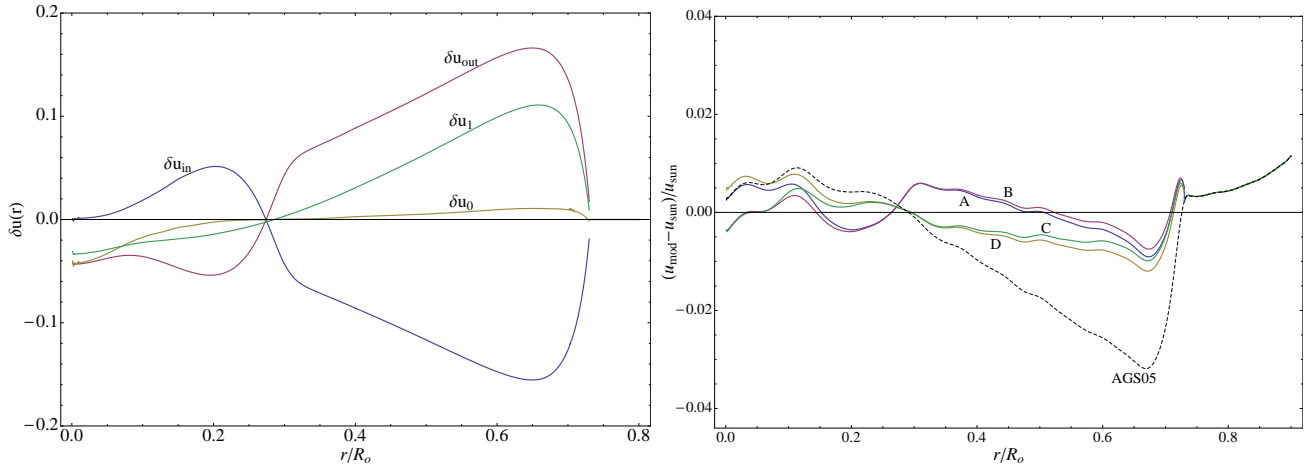 0.2
0.1
0.0
-0.1
-0.2
δu(r)
δu_out
δu_1
δu_in
δu_0
0.0 0.2 0.4 0.6 0.8
r/R_o
0.04
0.02
0.00
-0.02
-0.04
(u_mod−u_sun)/u_sun
B
A
C
D
AGS05
0.0 0.2 0.4 0.6 0.8
r/R_o